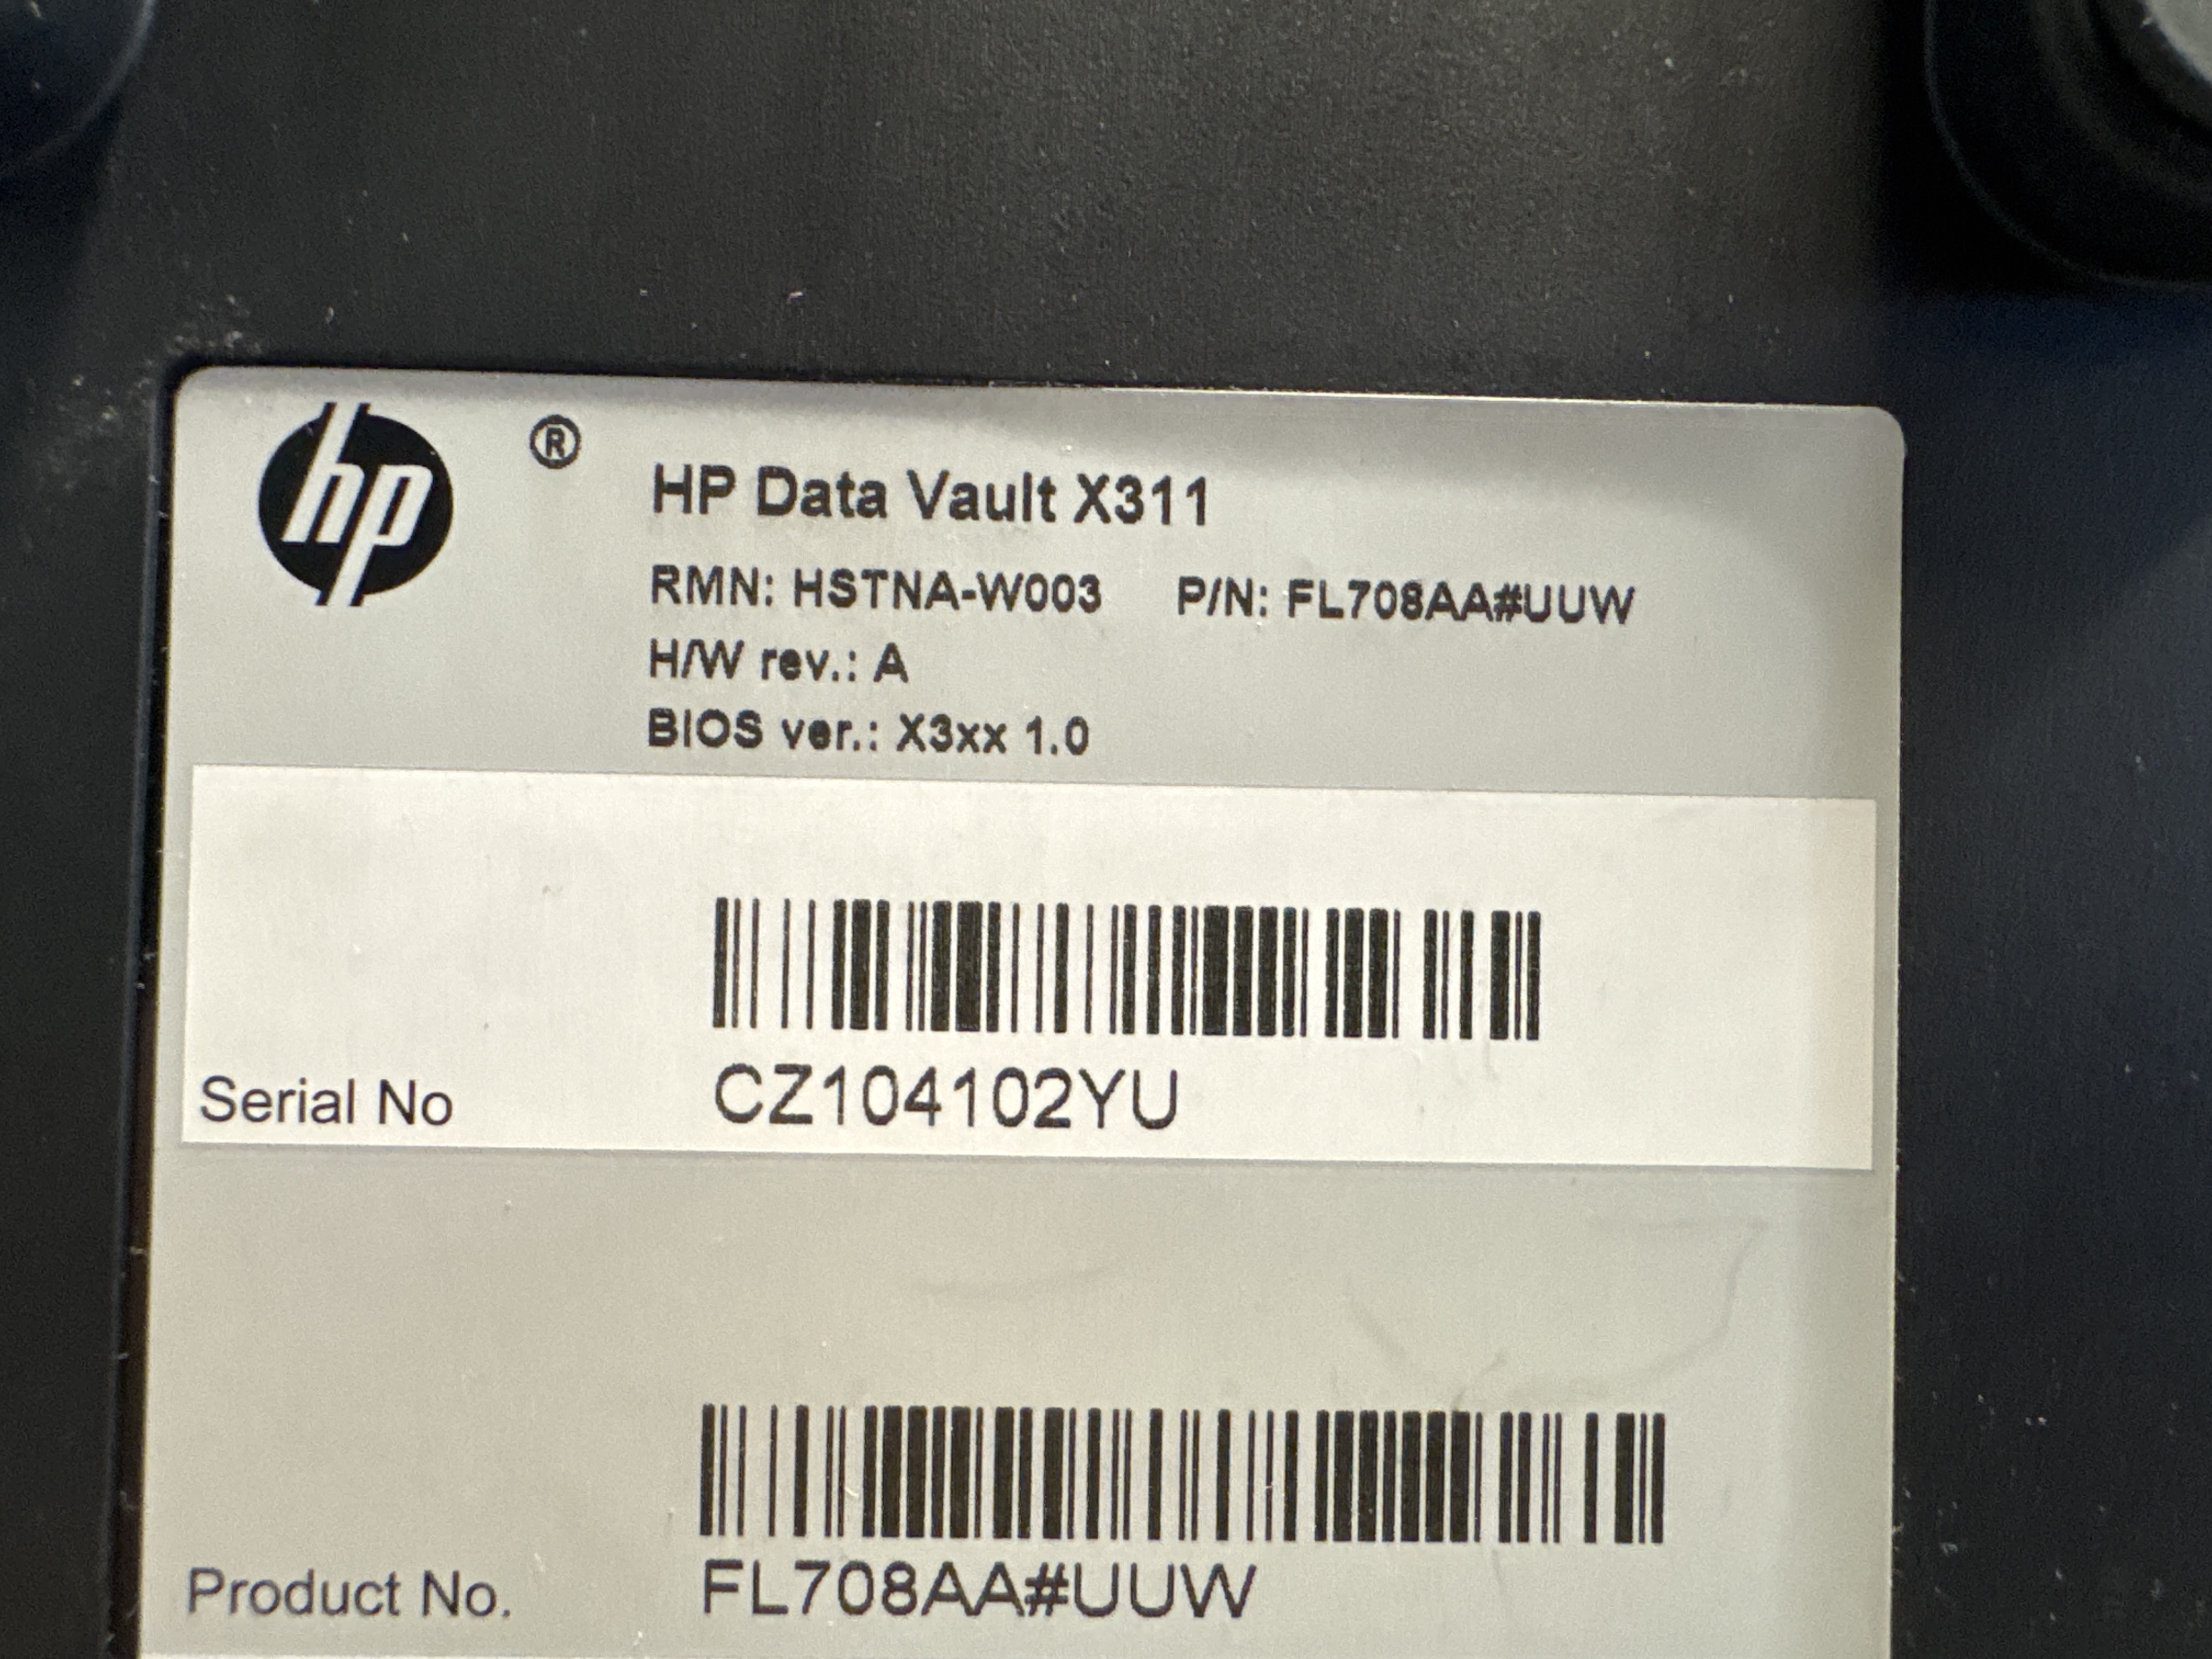 hp ®
HP Data Vault X311
RMN: HSTNA-W003 P/N: FL708AA#UUW
H/W rev.: A
BIOS ver.: X3xx 1.0
Serial No CZ104102YU
Product No. FL708AA#UUW